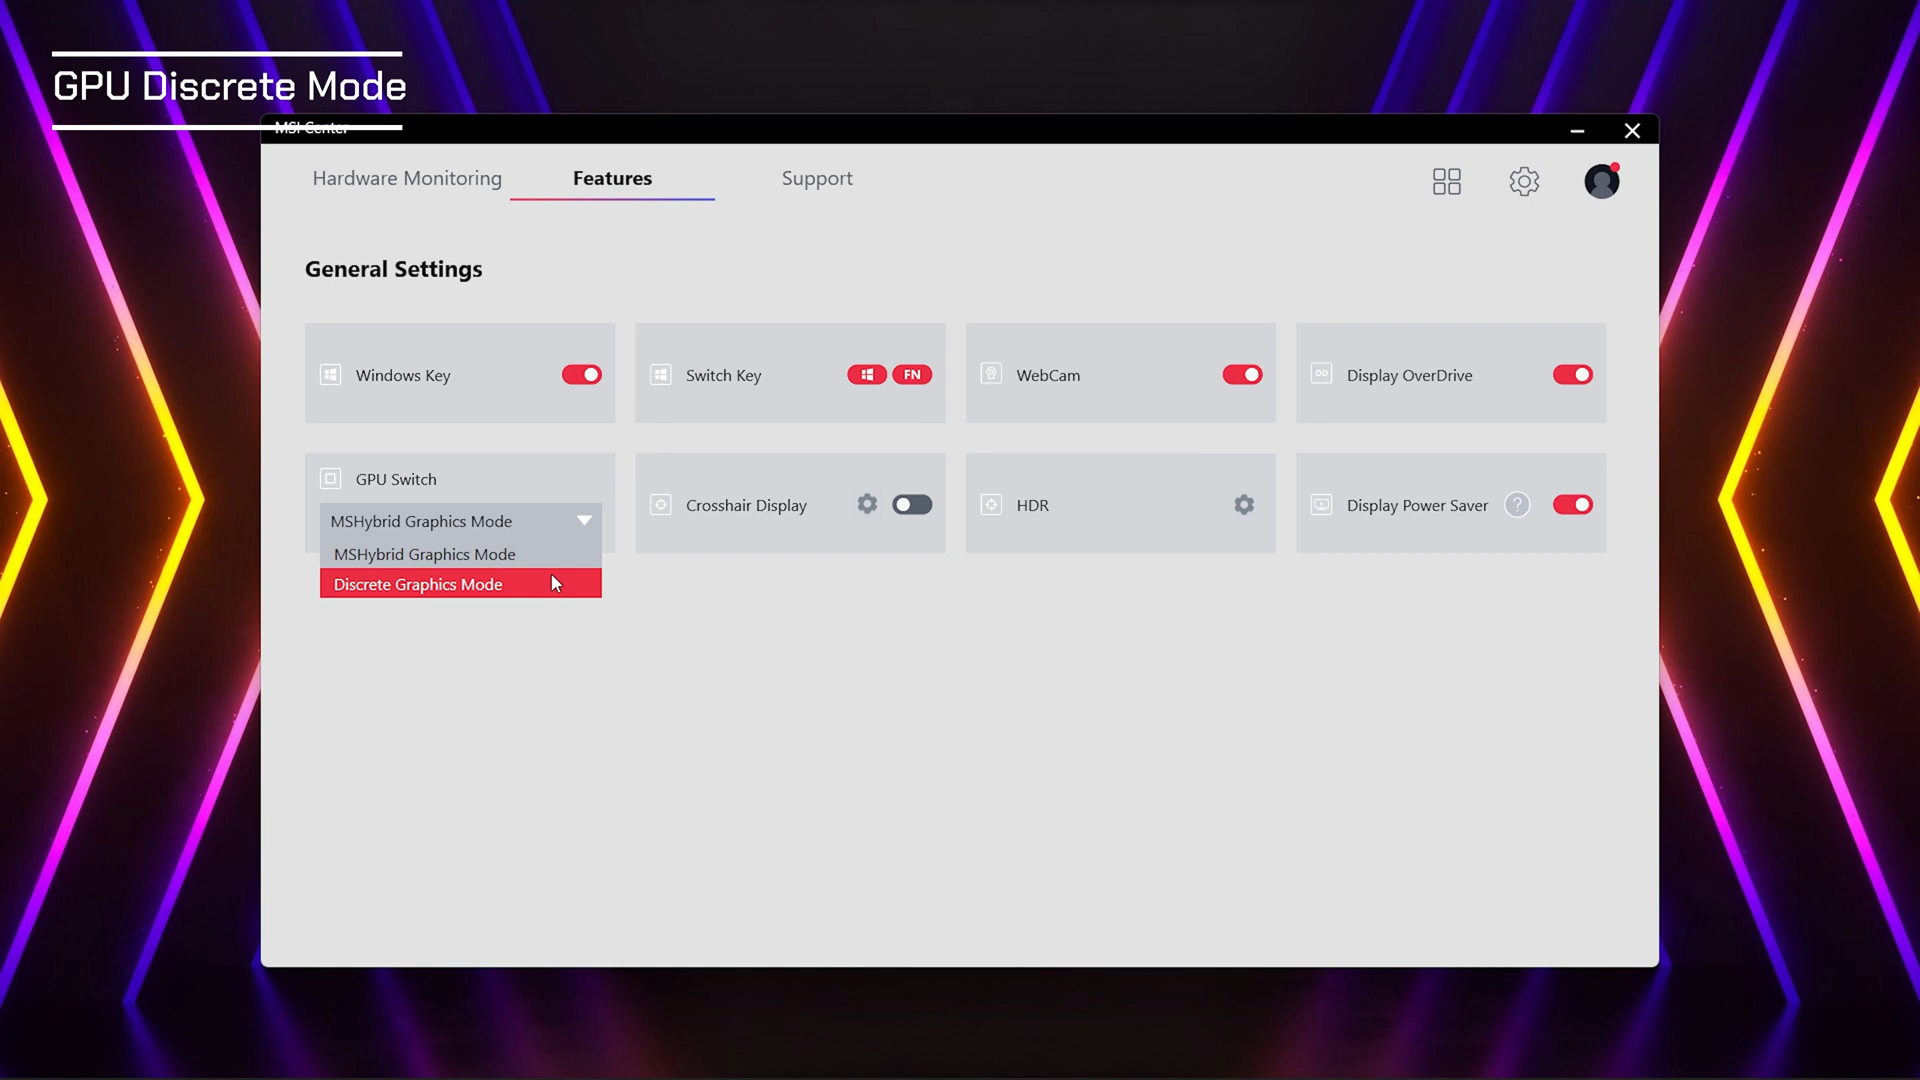 GPU Discrete Mode
MSI Center
Hardware Monitoring
Features
Support
General Settings
Windows Key
Switch Key
FN
WebCam
Display OverDrive
GPU Switch
MSHybrid Graphics Mode
MSHybrid Graphics Mode
Discrete Graphics Mode
Crosshair Display
HDR
Display Power Saver
?